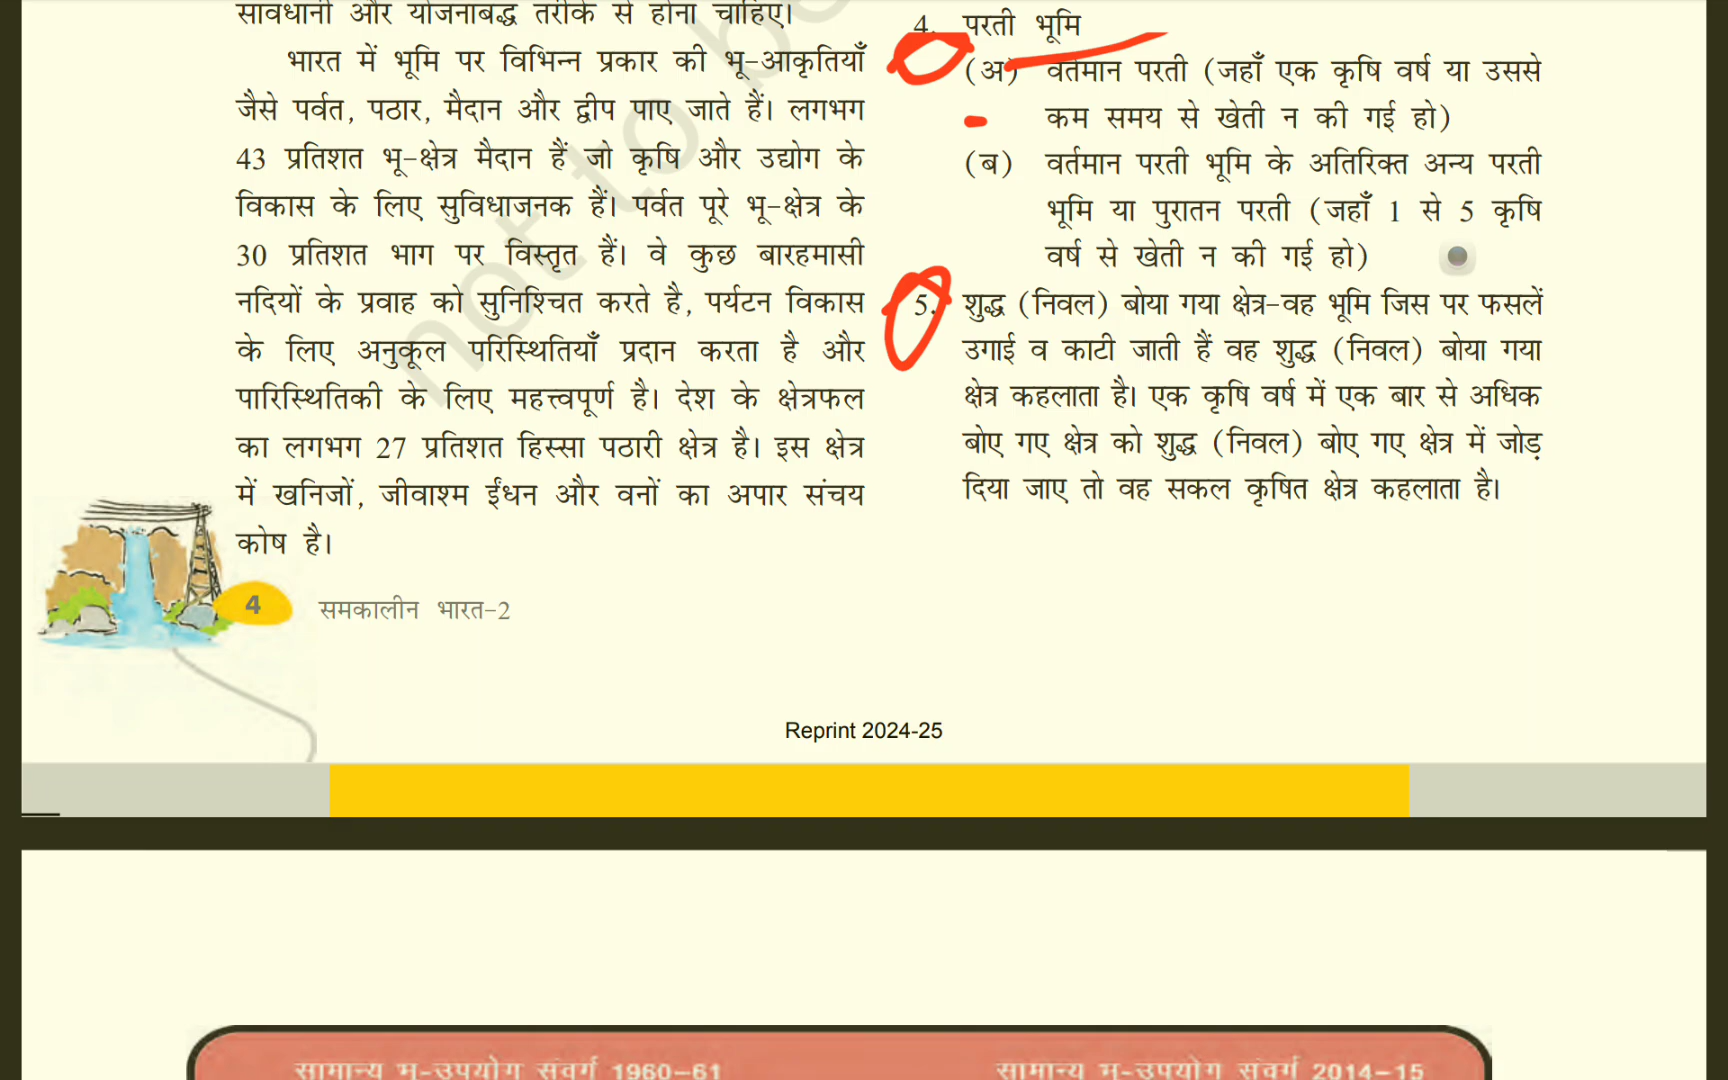 सावधानी और योजनाबद्ध तरीके से होना चाहिए।
भारत में भूमि पर विभिन्न प्रकार की भू-आकृतियाँ
जैसे पर्वत, पठार, मैदान और द्वीप पाए जाते हैं। लगभग
43 प्रतिशत भू-क्षेत्र मैदान हैं जो कृषि और उद्योग के
विकास के लिए सुविधाजनक हैं। पर्वत पूरे भू-क्षेत्र के
30 प्रतिशत भाग पर विस्तृत हैं। वे कुछ बारहमासी
नदियों के प्रवाह को सुनिश्चित करते है, पर्यटन विकास
के लिए अनुकूल परिस्थितियाँ प्रदान करता है और
पारिस्थितिकी के लिए महत्त्वपूर्ण है। देश के क्षेत्रफल
का लगभग 27 प्रतिशत हिस्सा पठारी क्षेत्र है। इस क्षेत्र
में खनिजों, जीवाश्म ईंधन और वनों का अपार संचय
कोष है।
4. परती भूमि
(अ) वर्तमान परती (जहाँ एक कृषि वर्ष या उससे
कम समय से खेती न की गई हो)
(ब) वर्तमान परती भूमि के अतिरिक्त अन्य परती
भूमि या पुरातन परती (जहाँ 1 से 5 कृषि
वर्ष से खेती न की गई हो)
5. शुद्ध (निवल) बोया गया क्षेत्र-वह भूमि जिस पर फसलें
उगाई व काटी जाती हैं वह शुद्ध (निवल) बोया गया
क्षेत्र कहलाता है। एक कृषि वर्ष में एक बार से अधिक
बोए गए क्षेत्र को शुद्ध (निवल) बोए गए क्षेत्र में जोड़
दिया जाए तो वह सकल कृषित क्षेत्र कहलाता है।
not to be
4 समकालीन भारत-2
Reprint 2024-25
सामान्य भू-उपयोग संवर्ग 1960-61
सामान्य भू-उपयोग संवर्ग 2014-15